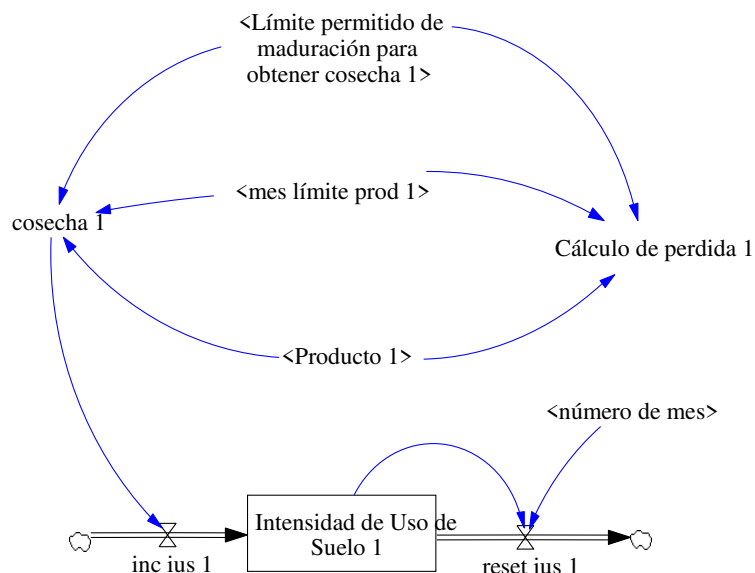 <Límite permitido de
maduración para
obtener cosecha 1>
<mes límite prod 1>
cosecha 1
Cálculo de perdida 1
<Producto 1>
<número de mes>
Intensidad de Uso de
Suelo 1
inc ius 1
reset ius 1